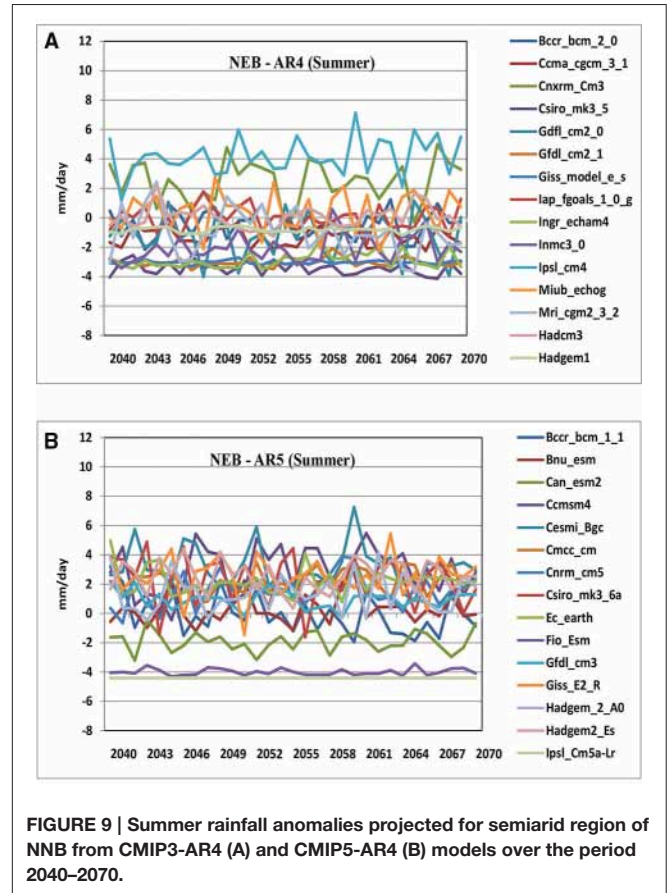 A
NEB - AR4 (Summer)
mm/day
12
10
8
6
4
2
0
-2
-4
-6
-8
2040 2043 2046 2049 2052 2055 2058 2061 2064 2067 2070
Bccr_bcm_2_0
Ccma_cgcm_3_1
Cnxrm_Cm3
Csiro_mk3_5
Gdfl_cm2_0
Gfdl_cm2_1
Giss_model_e_s
Iap_fgoals_1_0_g
Ingr_echam4
Inmc3_0
Ipsl_cm4
Miub_echog
Mri_cgm2_3_2
Hadcm3
Hadgem1
B
NEB - AR5 (Summer)
mm/day
12
10
8
6
4
2
0
-2
-4
-6
-8
2040 2043 2046 2049 2052 2055 2058 2061 2064 2067 2070
Bccr_bcm_1_1
Bnu_esm
Can_esm2
Ccmsm4
Cesmi_Bgc
Cmcc_cm
Cnrm_cm5
Csiro_mk3_6a
Ec_earth
Fio_Esm
Gfdl_cm3
Giss_E2_R
Hadgem_2_A0
Hadgem2_Es
Ipsl_Cm5a-Lr
FIGURE 9 | Summer rainfall anomalies projected for semiarid region of
NNB from CMIP3-AR4 (A) and CMIP5-AR4 (B) models over the period
2040–2070.